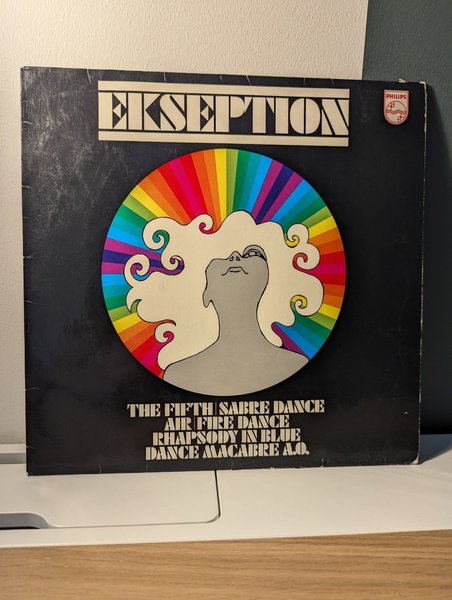 EKSEPTION
PHILIPS
THE FIFTH/SABRE DANCE
AIR/FIRE DANCE
RHAPSODY IN BLUE
DANCE MACABRE A.O.